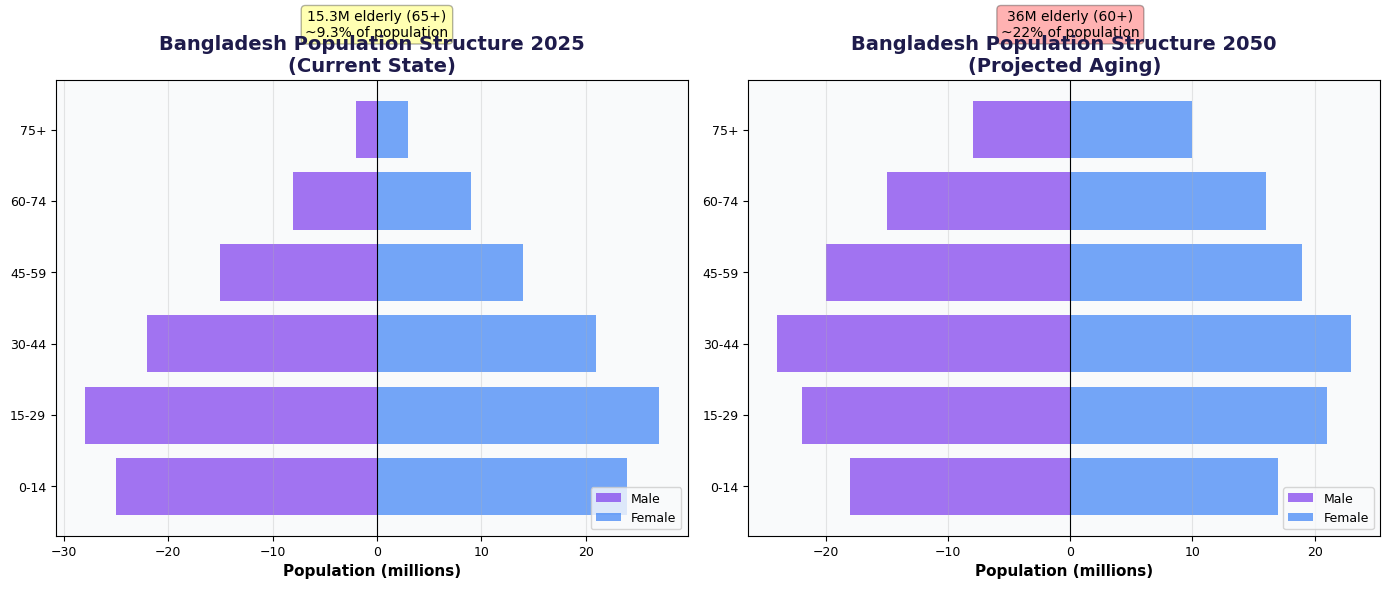 15.3M elderly (65+)
~9.3% of population
Bangladesh Population Structure 2025
(Current State)
75+
60-74
45-59
30-44
15-29
0-14
Male
Female
−30
−20
−10
0
10
20
Population (millions)
36M elderly (60+)
~22% of population
Bangladesh Population Structure 2050
(Projected Aging)
75+
60-74
45-59
30-44
15-29
0-14
Male
Female
−20
−10
0
10
20
Population (millions)